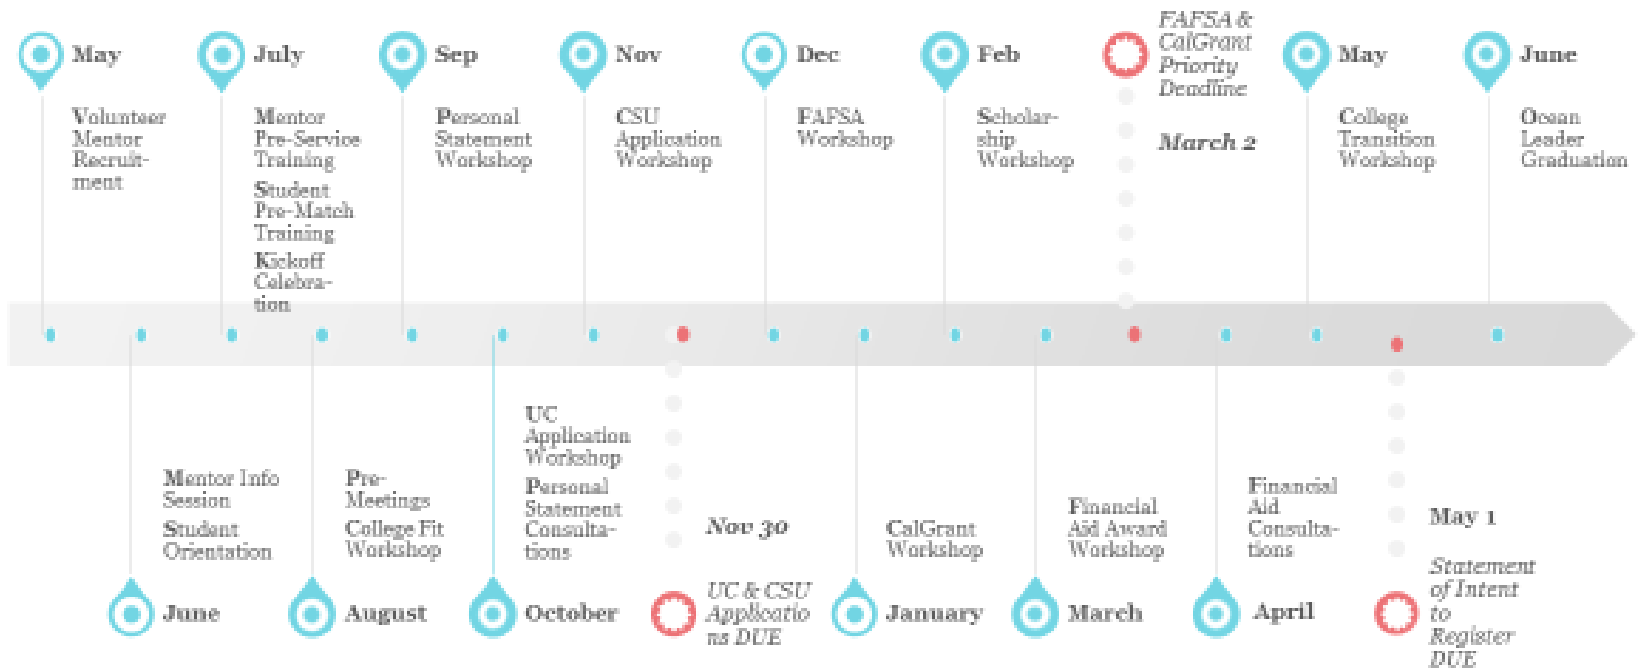 May
Volunteer
Mentor
Recruit-
ment
July
Mentor
Pre-Service
Training
Student
Pre-Match
Training
Kickoff
Celebra-
tion
Sep
Personal
Statement
Workshop
Nov
CSU
Application
Workshop
Dec
FAFSA
Workshop
Feb
Scholar-
ship
Workshop
FAFSA &
CalGrant
Priority
Deadline
March 2
May
College
Transition
Workshop
June
Ocean
Leader
Graduation
Mentor Info
Session
Student
Orientation
June
Pre-
Meetings
College Fit
Workshop
August
UC
Application
Workshop
Personal
Statement
Consulta-
tions
October
Nov 30
UC & CSU
Applicatio
ns DUE
CalGrant
Workshop
January
Financial
Aid Award
Workshop
March
Financial
Aid
Consulta-
tions
April
May 1
Statement
of Intent
to
Register
DUE